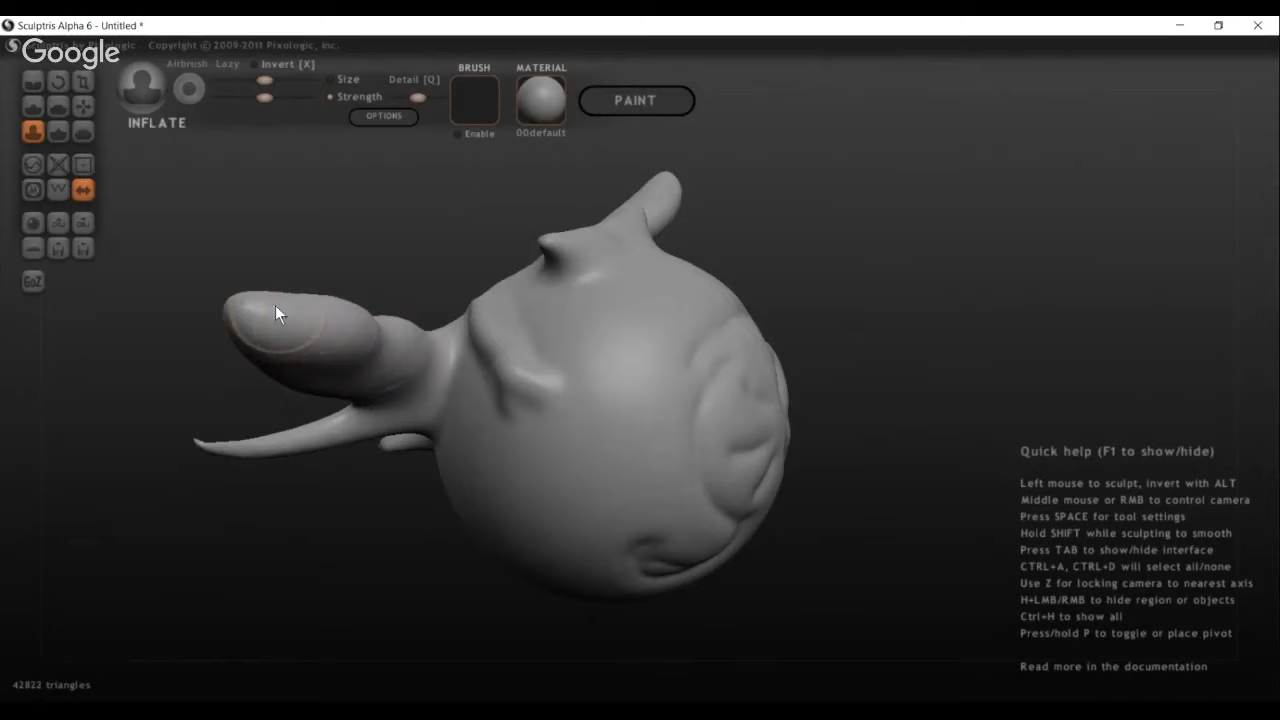 Sculptris Alpha 6 - Untitled *
Sculptris by Pixologic Copyright © 2009-2011 Pixologic, Inc.
Google
Airbrush Lazy Invert [X]
Size Detail [Q]
Strength
OPTIONS
INFLATE
BRUSH
Enable
MATERIAL
00default
PAINT
GoZ
Quick help (F1 to show/hide)
Left mouse to sculpt, invert with ALT
Middle mouse or RMB to control camera
Press SPACE for tool settings
Hold SHIFT while sculpting to smooth
Press TAB to show/hide interface
CTRL+A, CTRL+D will select all/none
Use Z for locking camera to nearest axis
H+LMB/RMB to hide region or objects
Ctrl+H to show all
Press/hold P to toggle or place pivot
Read more in the documentation
42822 triangles